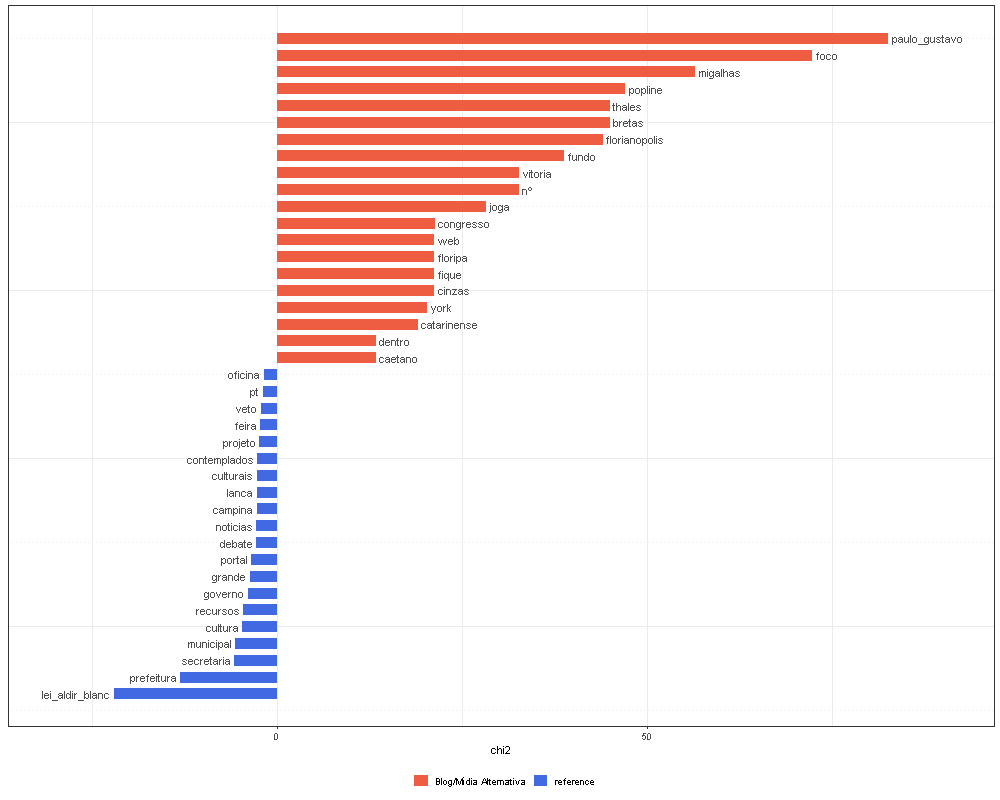 paulo_gustavo
foco
migalhas
popline
thales
bretas
florianopolis
fundo
vitoria
nº
joga
congresso
web
floripa
fique
cinzas
york
catarinense
dentro
caetano
oficina
pt
veto
feira
projeto
contemplados
culturais
lanca
campina
noticias
debate
portal
grande
governo
recursos
cultura
municipal
secretaria
prefeitura
lei_aldir_blanc
0 50
chi2
Blog/Mídia Alternativa reference